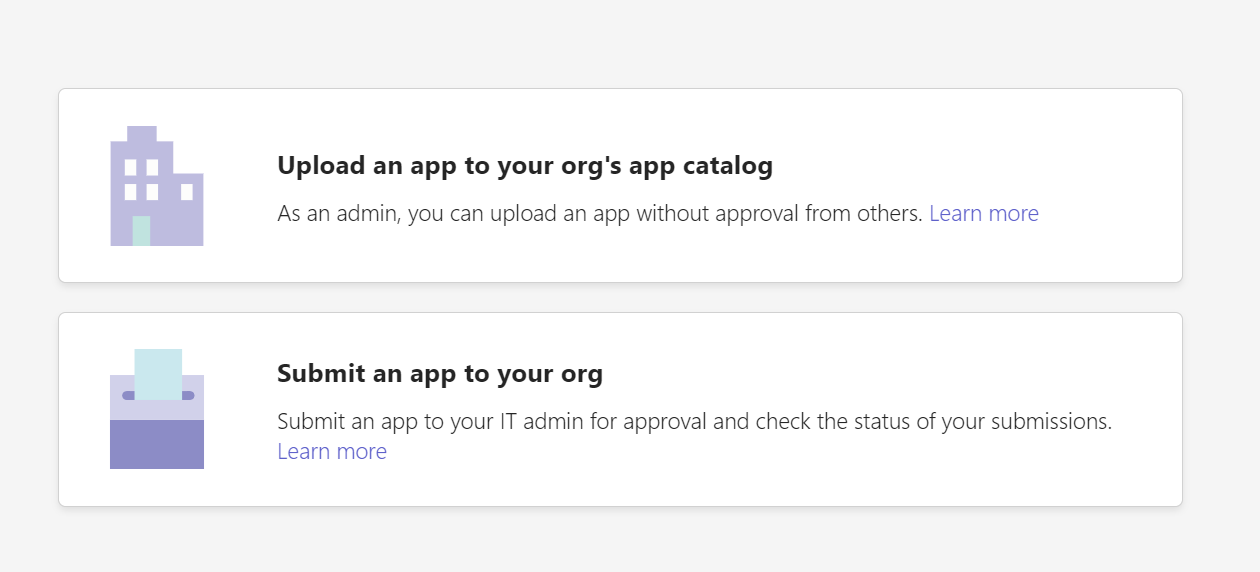 Upload an app to your org's app catalog
As an admin, you can upload an app without approval from others. Learn more
Submit an app to your org
Submit an app to your IT admin for approval and check the status of your submissions.
Learn more